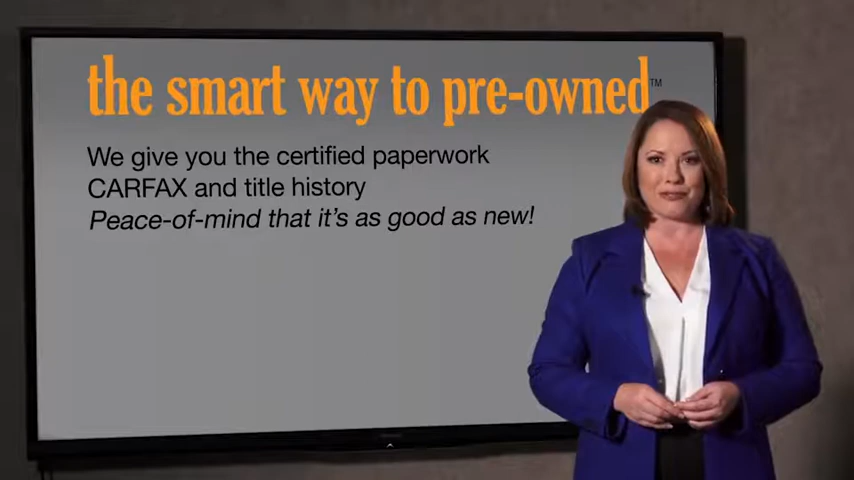 the smart way to pre-owned™
We give you the certified paperwork
CARFAX and title history
Peace-of-mind that it's as good as new!